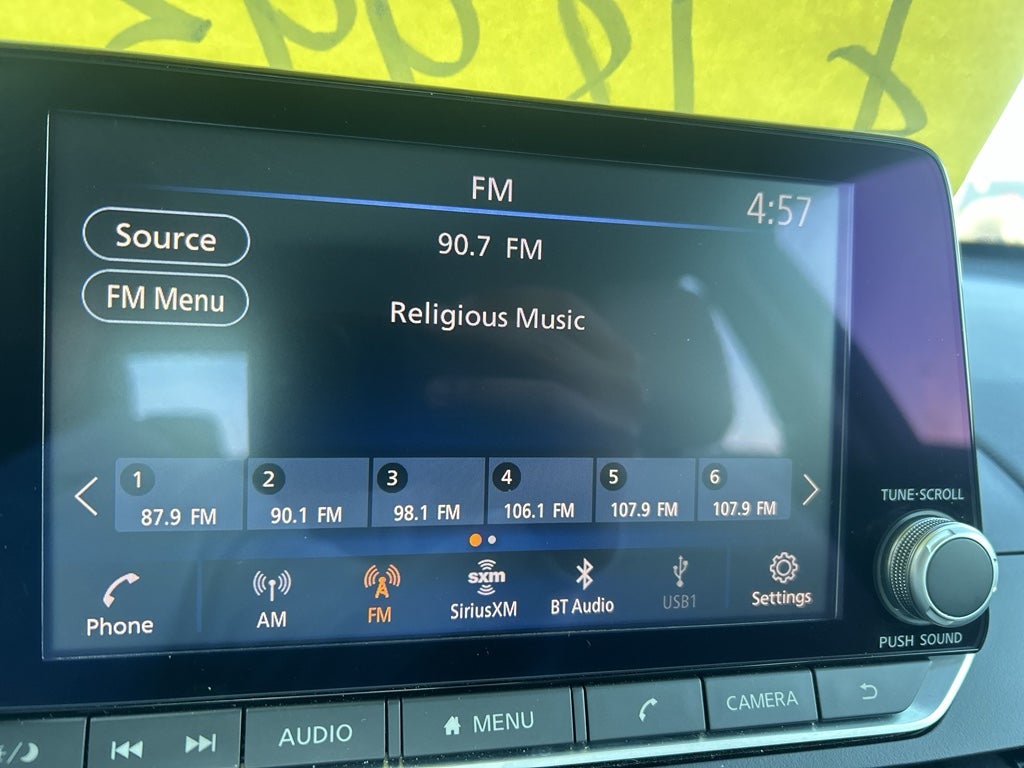 FM
4:57
Source
90.7 FM
FM Menu
Religious Music
1 2 3 4 5 6
87.9 FM 90.1 FM 98.1 FM 106.1 FM 107.9 FM 107.9 FM
TUNE·SCROLL
Phone AM FM sxm SiriusXM BT Audio USB1 Settings
PUSH SOUND
AUDIO MENU CAMERA